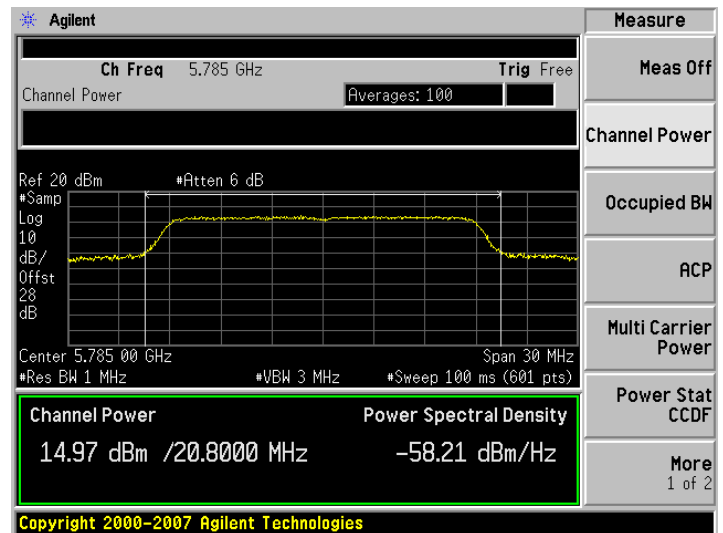 Agilent
Measure
Ch Freq 5.785 GHz Trig Free
Channel Power Averages: 100
Ref 20 dBm #Atten 6 dB
#Samp
Log
10
dB/
Offst
28
dB
Center 5.785 00 GHz Span 30 MHz
#Res BW 1 MHz #VBW 3 MHz #Sweep 100 ms (601 pts)
Channel Power Power Spectral Density
14.97 dBm /20.8000 MHz -58.21 dBm/Hz
Meas Off
Channel Power
Occupied BW
ACP
Multi Carrier
Power
Power Stat
CCDF
More
1 of 2
Copyright 2000-2007 Agilent Technologies